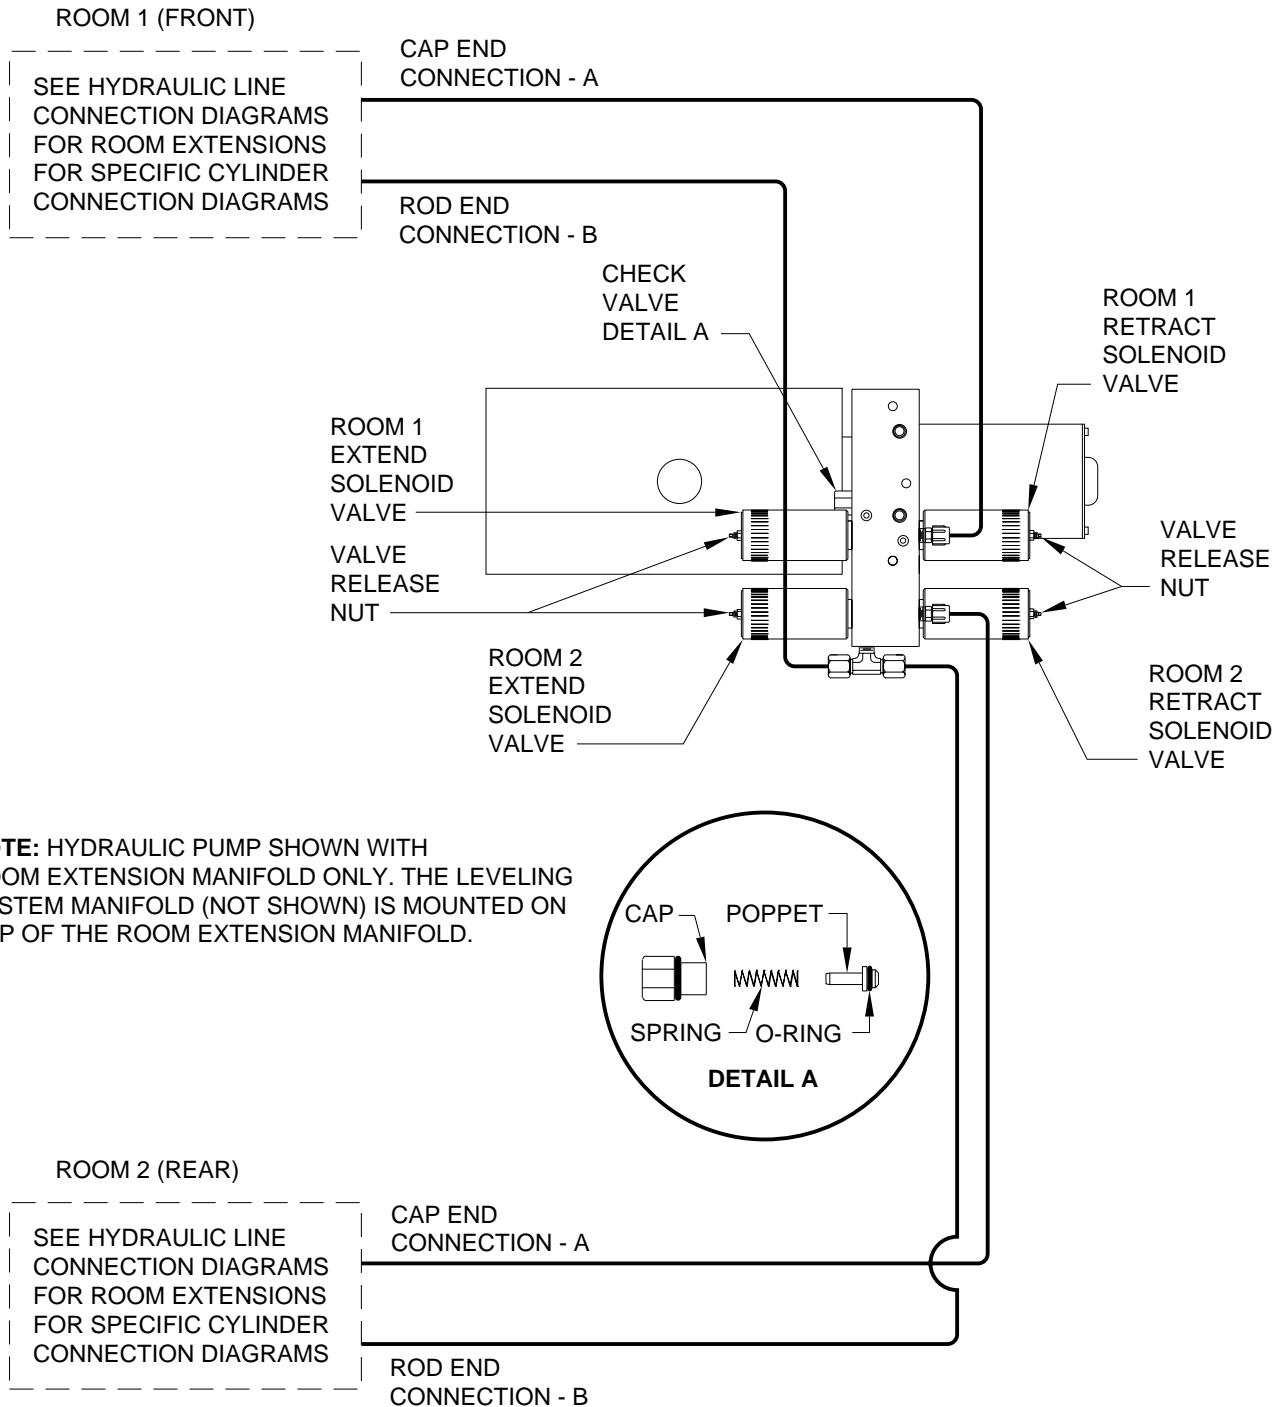 ROOM 1 (FRONT)
SEE HYDRAULIC LINE
CONNECTION DIAGRAMS
FOR ROOM EXTENSIONS
FOR SPECIFIC CYLINDER
CONNECTION DIAGRAMS
CAP END
CONNECTION - A
ROD END
CONNECTION - B
CHECK
VALVE
DETAIL A
ROOM 1
RETRACT
SOLENOID
VALVE
ROOM 1
EXTEND
SOLENOID
VALVE
VALVE
RELEASE
NUT
VALVE
RELEASE
NUT
ROOM 2
EXTEND
SOLENOID
VALVE
ROOM 2
RETRACT
SOLENOID
VALVE
TE: HYDRAULIC PUMP SHOWN WITH
OM EXTENSION MANIFOLD ONLY. THE LEVELING
STEM MANIFOLD (NOT SHOWN) IS MOUNTED ON
P OF THE ROOM EXTENSION MANIFOLD.
CAP
POPPET
SPRING
O-RING
DETAIL A
ROOM 2 (REAR)
SEE HYDRAULIC LINE
CONNECTION DIAGRAMS
FOR ROOM EXTENSIONS
FOR SPECIFIC CYLINDER
CONNECTION DIAGRAMS
CAP END
CONNECTION - A
ROD END
CONNECTION - B